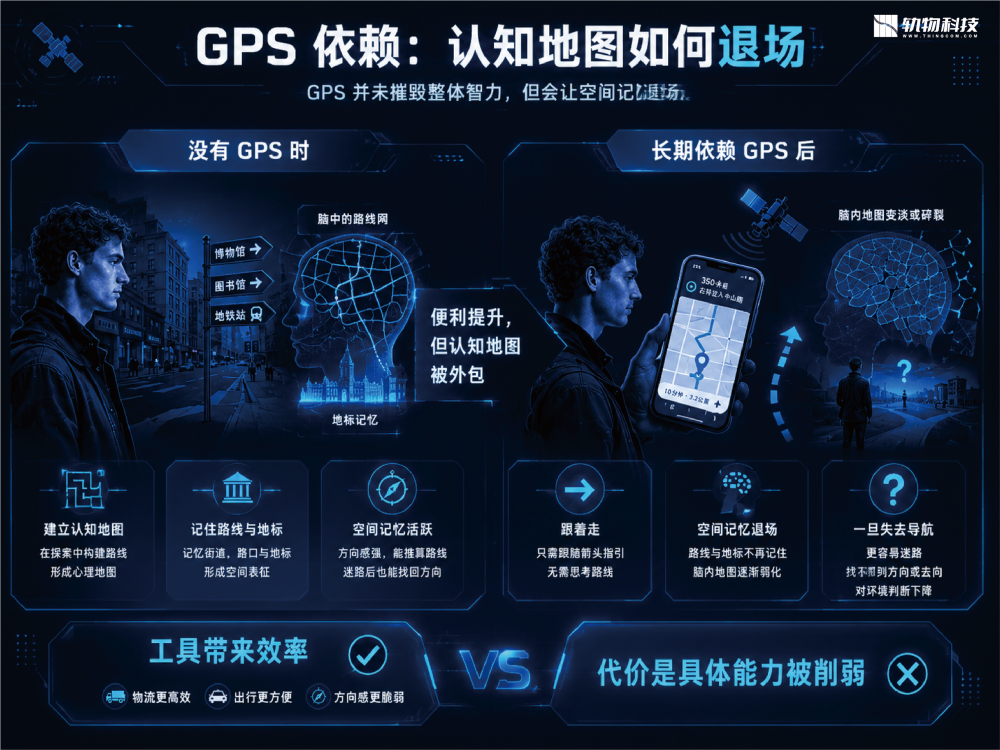 轨物科技
WWW.THINGCOM.COM
GPS 依赖：认知地图如何退场
GPS 并未摧毁整体智力，但会让空间记忆退场。
没有 GPS 时
博物馆
图书馆
地铁站
脑中的路线网
地标记忆
便利提升，
但认知地图
被外包
长期依赖 GPS 后
脑内地图变淡或碎裂
10分钟・3.2公里
建立认知地图
在探案中构建路线
形成心理地图
记住路线与地标
记忆街道，路口与地标
形成空间表征
空间记忆活跃
方向感强，能推算路线
迷路后也能找回方向
跟着走
只需跟随箭头指引
无需思考路线
空间记忆退场
路线与地标不再记住
脑内地图逐渐弱化
一旦失去导航
更容易迷路
找不到方向或去向
对环境判断下降
工具带来效率
物流更高效
出行更方便
方向感更脆弱
VS
代价是具体能力被削弱